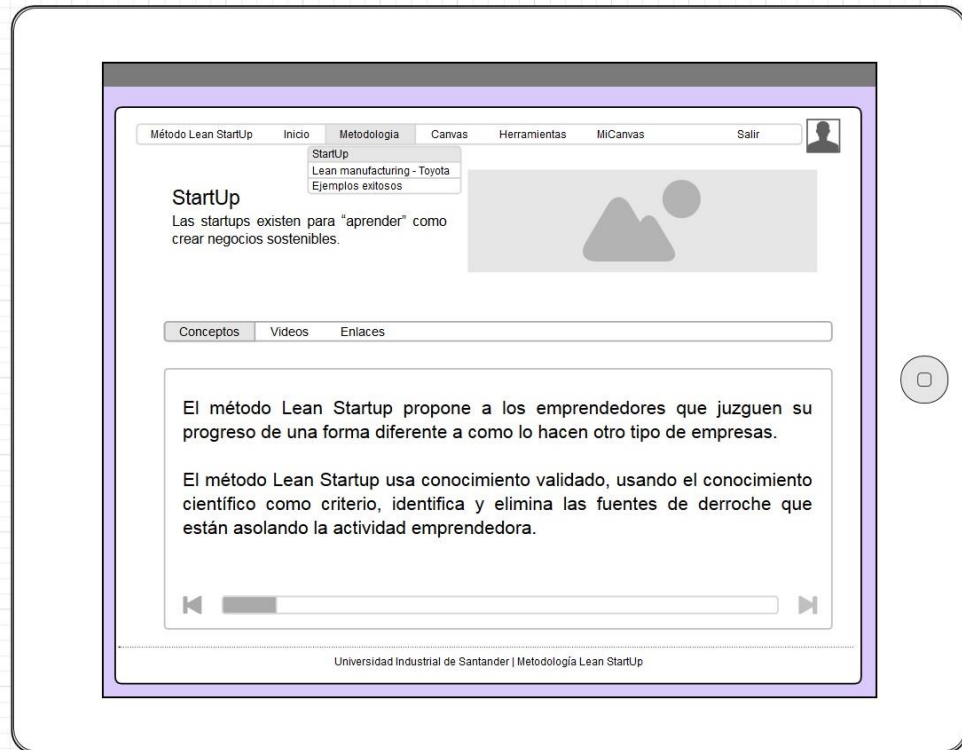 Método Lean StartUp Inicio Metodologia Canvas Herramientas MiCanvas Salir
StartUp
Lean manufacturing - Toyota
Ejemplos exitosos
StartUp
Las startups existen para “aprender” como
crear negocios sostenibles.
Conceptos Videos Enlaces
El método Lean Startup propone a los emprendedores que juzguen su
progreso de una forma diferente a como lo hacen otro tipo de empresas.
El método Lean Startup usa conocimiento validado, usando el conocimiento
científico como criterio, identifica y elimina las fuentes de derroche que
están asolando la actividad emprendedora.
Universidad Industrial de Santander | Metodología Lean StartUp